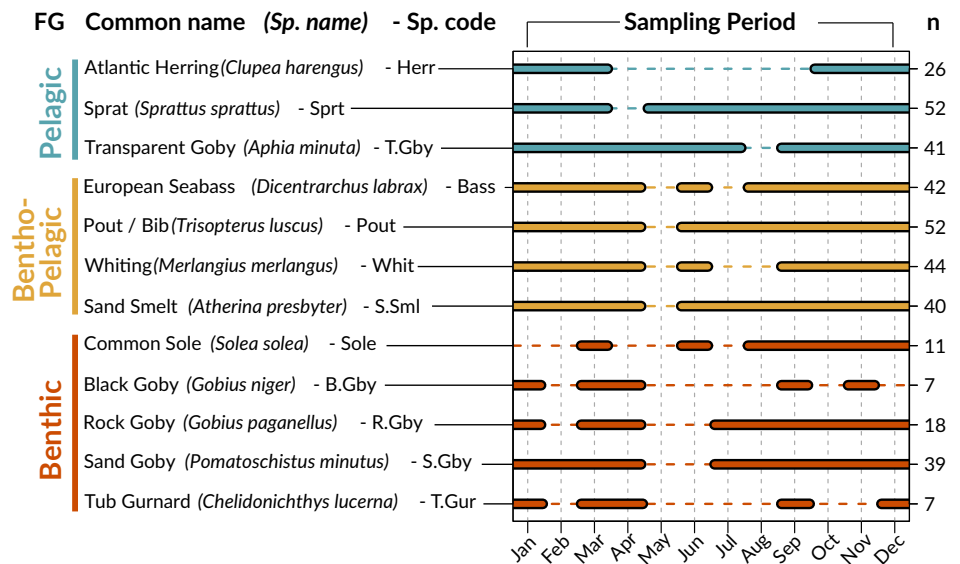 FG Common name (Sp. name) - Sp. code Sampling Period n
Pelagic
Atlantic Herring(Clupea harengus) - Herr 26
Sprat (Sprattus sprattus) - Sprt 52
Transparent Goby (Aphia minuta) - T.Gby 41
Bentho-
Pelagic
European Seabass (Dicentrarchus labrax) - Bass 42
Pout / Bib(Trisopterus luscus) - Pout 52
Whiting(Merlangius merlangus) - Whit 44
Sand Smelt (Atherina presbyter) - S.Sml 40
Benthic
Common Sole (Solea solea) - Sole 11
Black Goby (Gobius niger) - B.Gby 7
Rock Goby (Gobius paganellus) - R.Gby 18
Sand Goby (Pomatoschistus minutus) - S.Gby 39
Tub Gurnard (Chelidonichthys lucerna) - T.Gur 7
Jan Feb Mar Apr May Jun Jul Aug Sep Oct Nov Dec